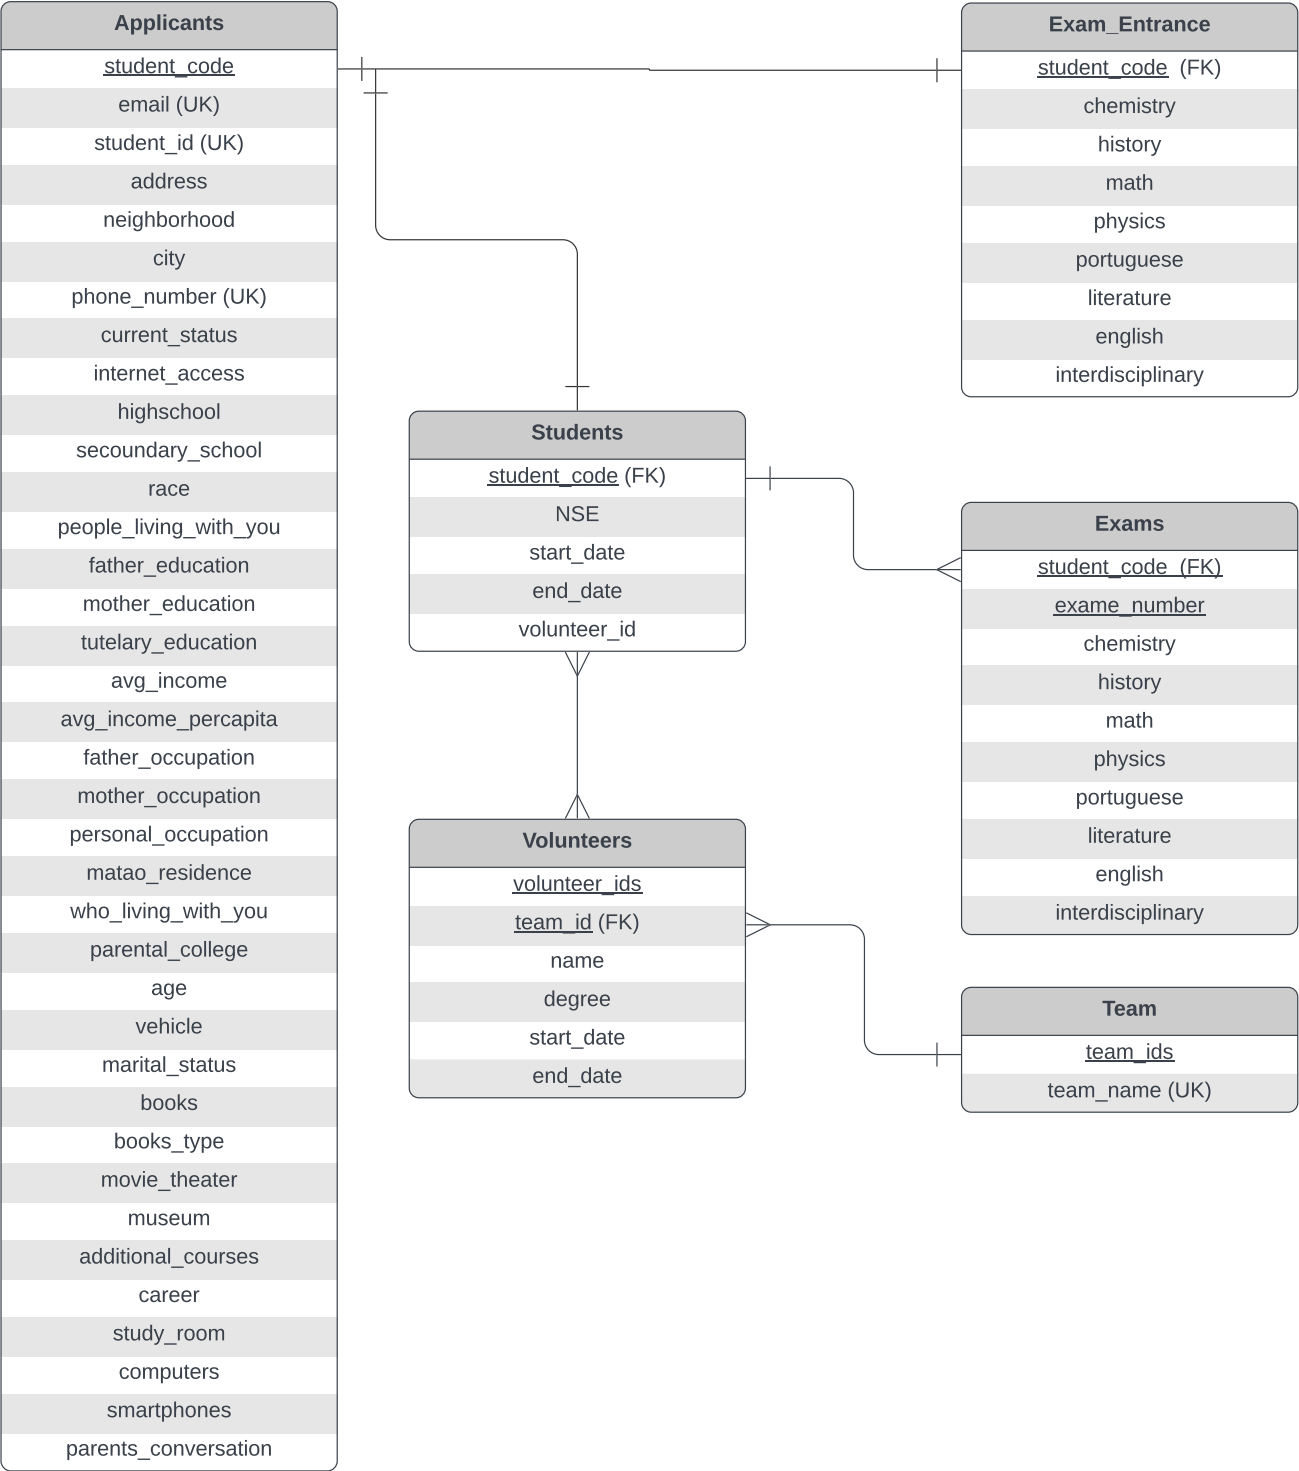 Applicants
student_code
email (UK)
student_id (UK)
address
neighborhood
city
phone_number (UK)
current_status
internet_access
highschool
secoundary_school
race
people_living_with_you
father_education
mother_education
tutelary_education
avg_income
avg_income_percapita
father_occupation
mother_occupation
personal_occupation
matao_residence
who_living_with_you
parental_college
age
vehicle
marital_status
books
books_type
movie_theater
museum
additional_courses
career
study_room
computers
smartphones
parents_conversation
Exam_Entrance
student_code (FK)
chemistry
history
math
physics
portuguese
literature
english
interdisciplinary
Students
student_code (FK)
NSE
start_date
end_date
volunteer_id
Exams
student_code (FK)
exame_number
chemistry
history
math
physics
portuguese
literature
english
interdisciplinary
Volunteers
volunteer_ids
team_id (FK)
name
degree
start_date
end_date
Team
team_ids
team_name (UK)